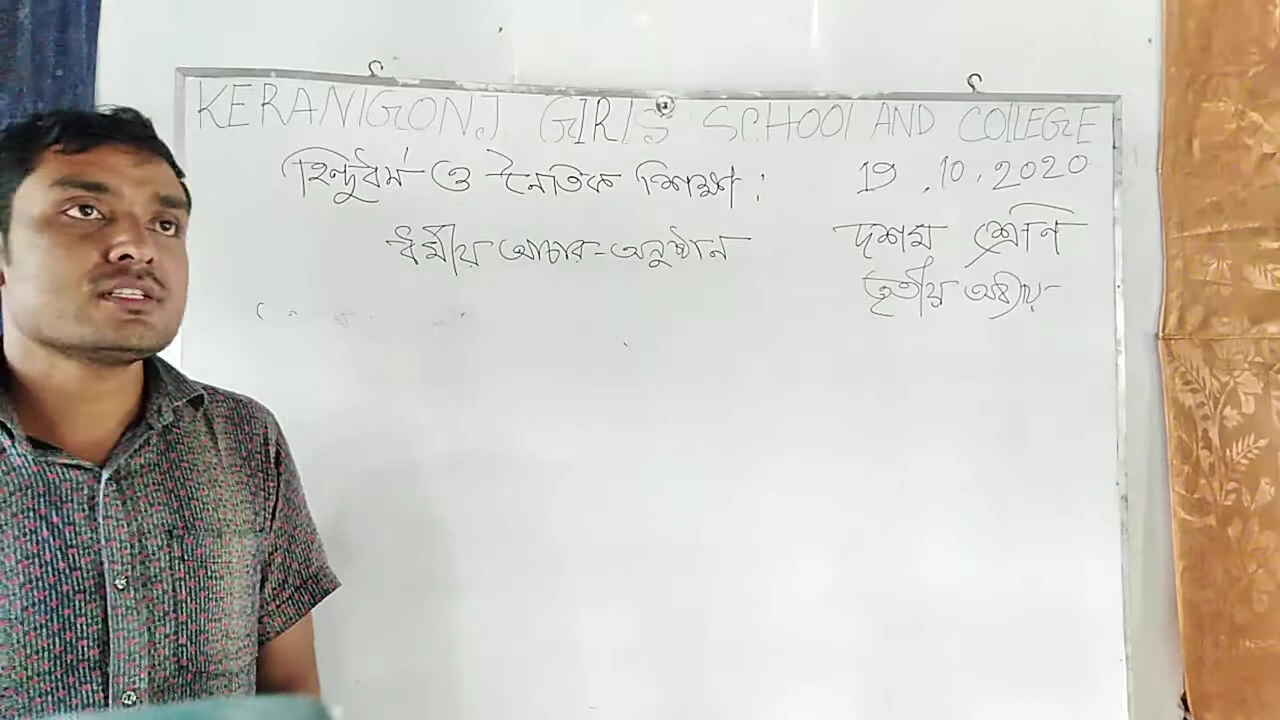 KERANIGONJ GIRLS SCHOOL AND COLLEGE
হিন্দুধর্ম ও নৈতিক শিক্ষা :
19.10.2020
ধর্মীয় আচার-অনুষ্ঠান
দশম শ্রেনি
তৃতীয় অধ্যায়